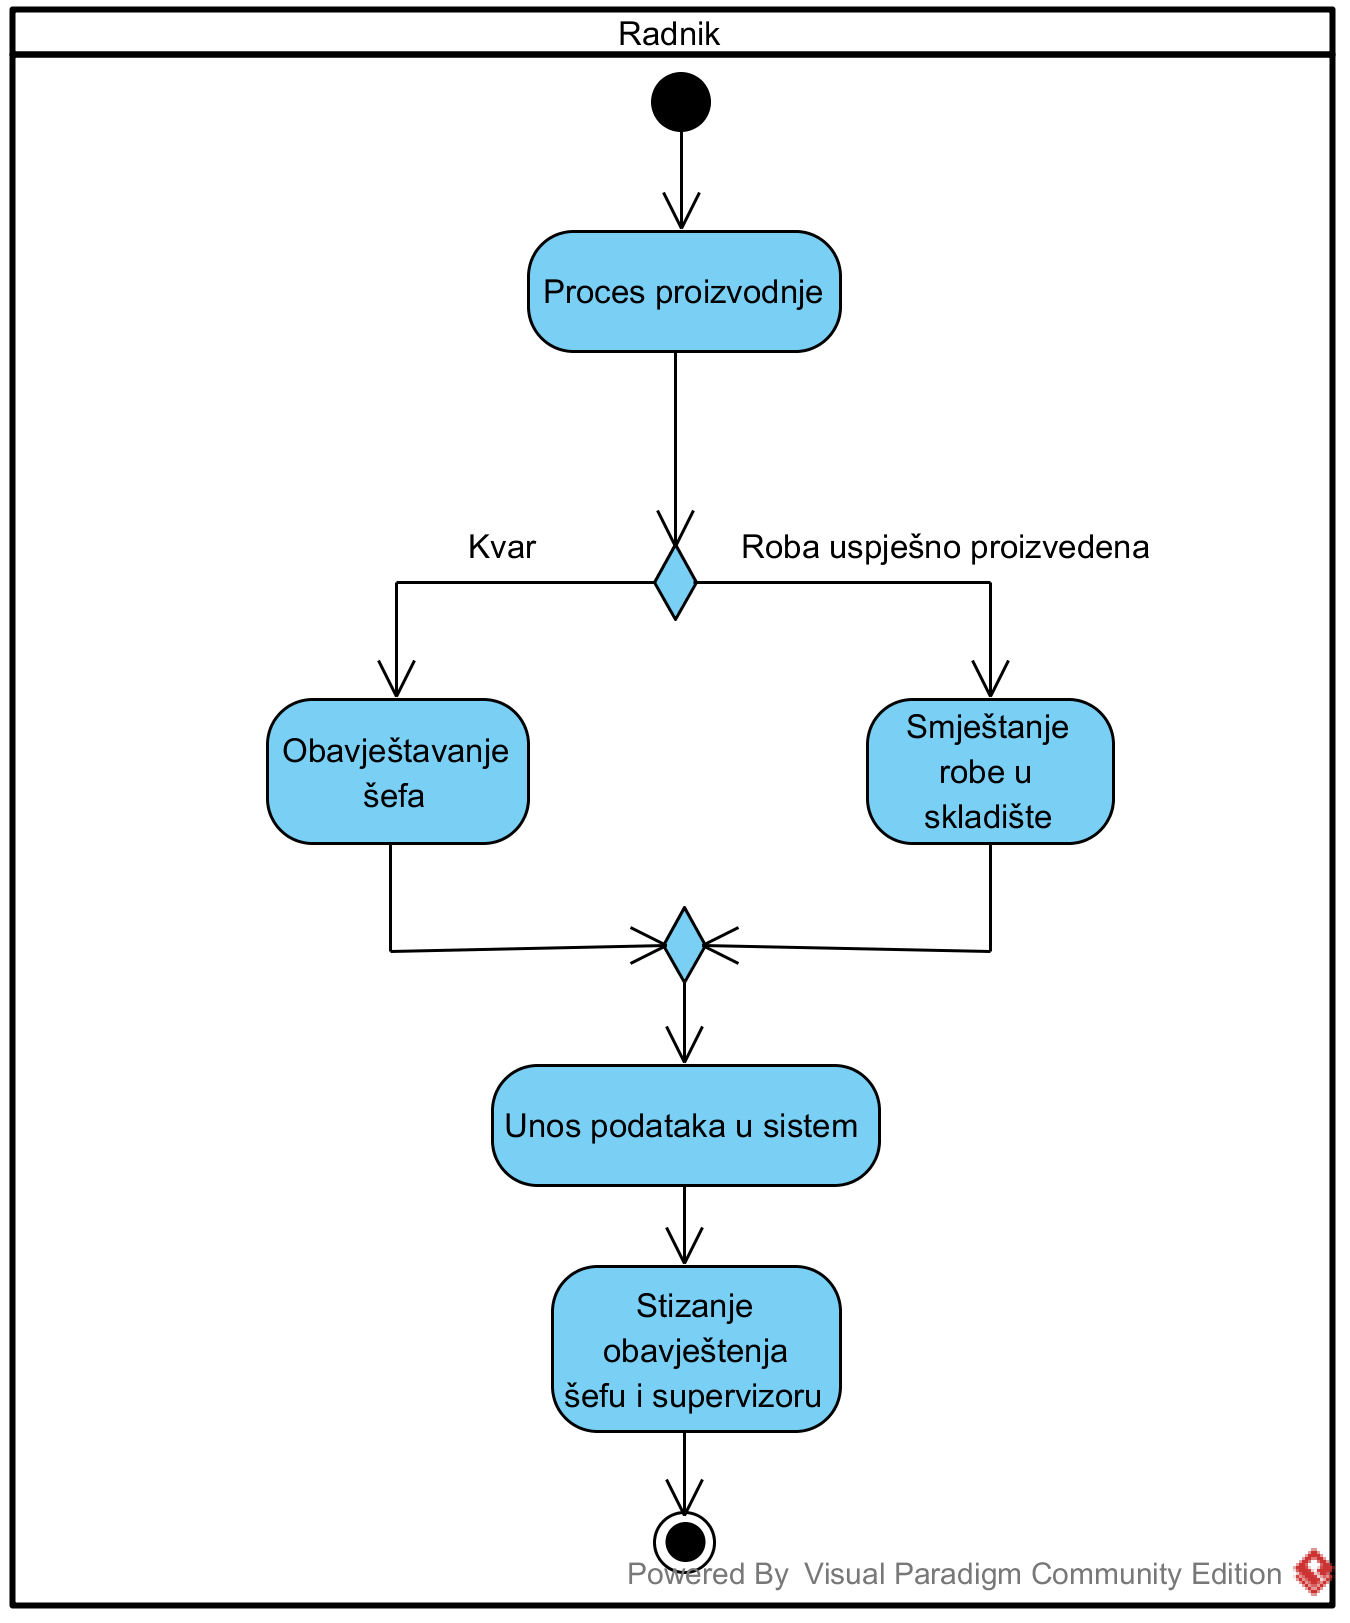 Radnik
Proces proizvodnje
Kvar
Roba uspješno proizvedena
Obavještavanje
šefa
Smještanje
robe u
skladište
Unos podataka u sistem
Stizanje
obavještenja
šefu i supervizoru
Powered By Visual Paradigm Community Edition